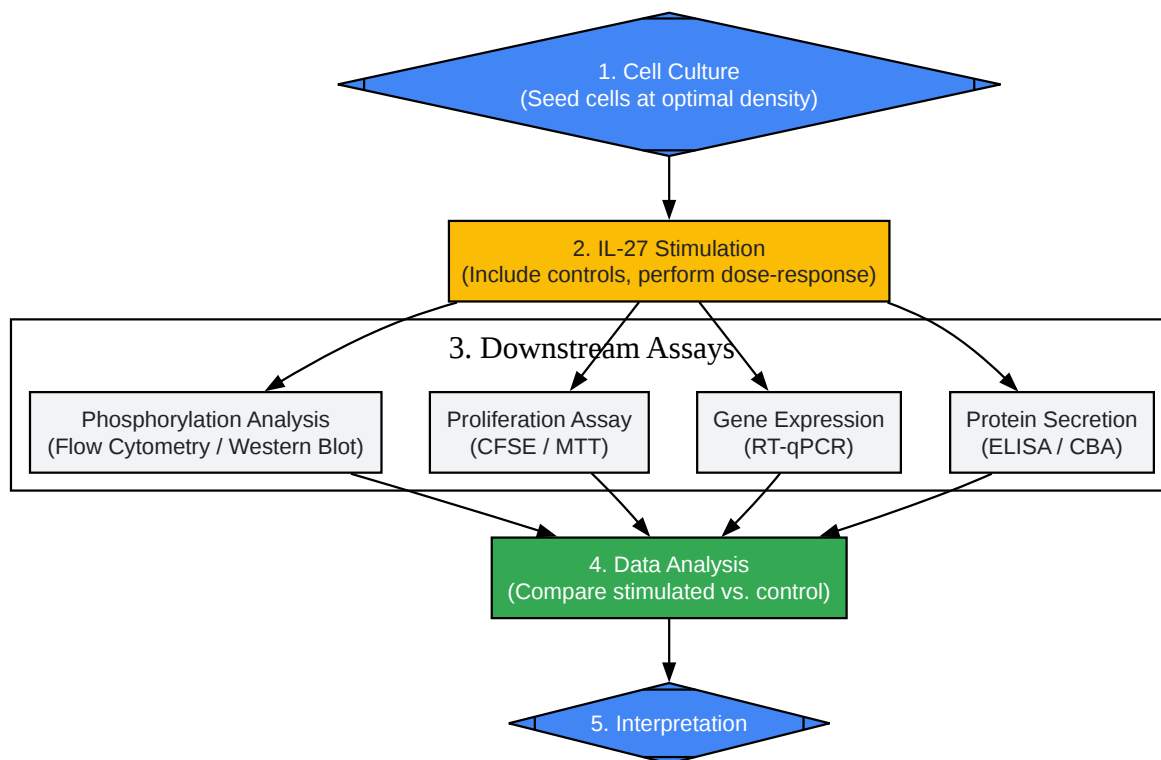 1. Cell Culture
(Seed cells at optimal density)
2. IL-27 Stimulation
(Include controls, perform dose-response)
3. Downstream Assays
Phosphorylation Analysis
(Flow Cytometry / Western Blot)
Proliferation Assay
(CFSE / MTT)
Gene Expression
(RT-qPCR)
Protein Secretion
(ELISA / CBA)
4. Data Analysis
(Compare stimulated vs. control)
5. Interpretation